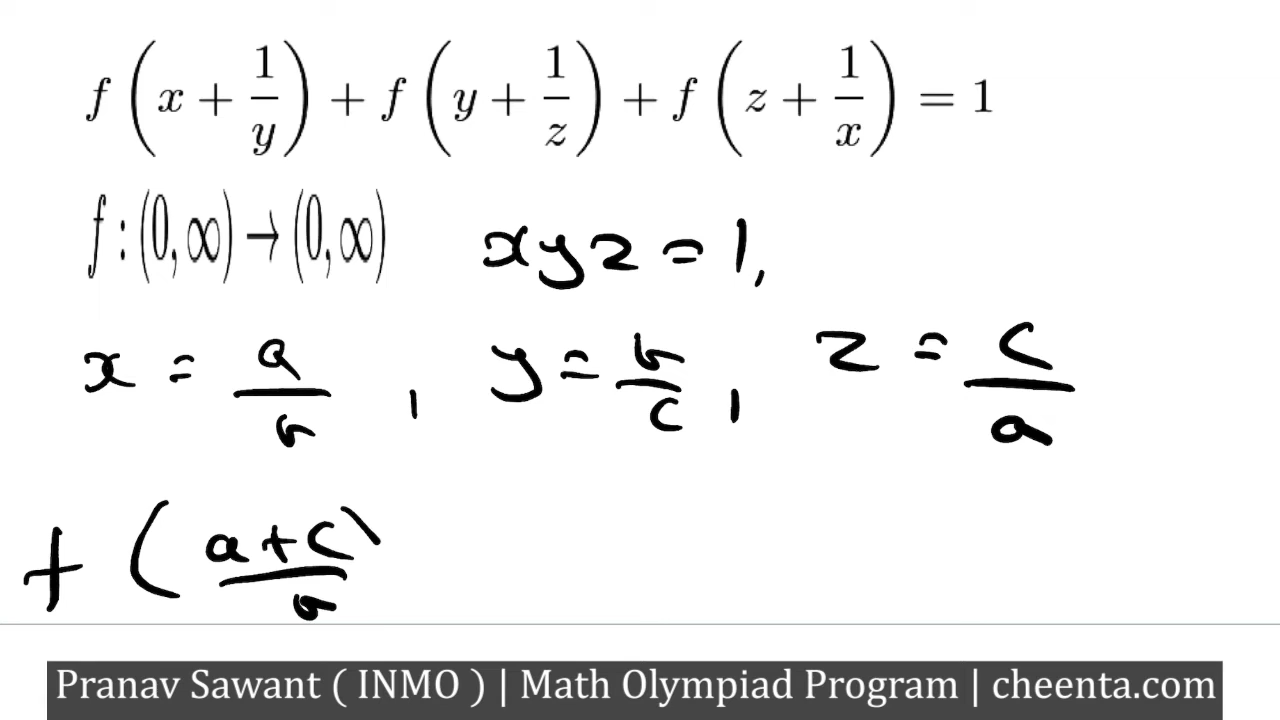 f(x + 1/y) + f(y + 1/z) + f(z + 1/x) = 1
f : (0, ∞) → (0, ∞) xyz = 1,
x = a/b , y = b/c , z = c/a
f ( (a+c)/b )
Pranav Sawant ( INMO ) | Math Olympiad Program | cheenta.com